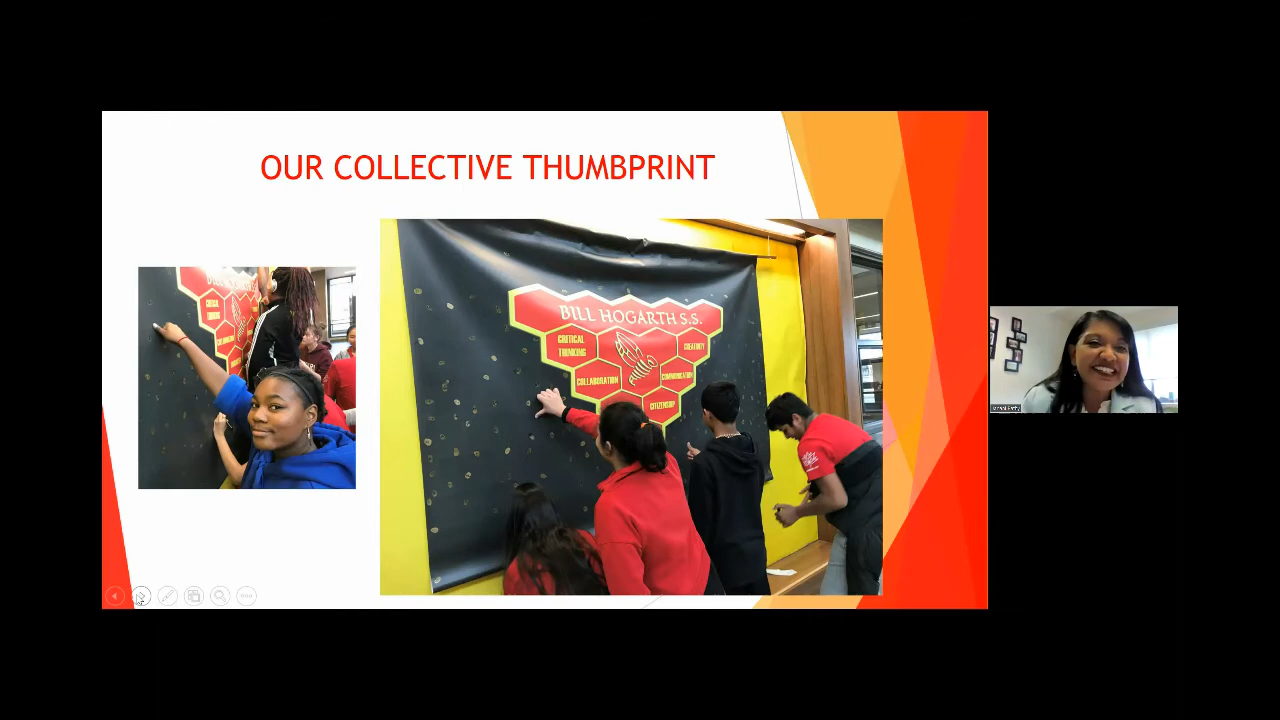 OUR COLLECTIVE THUMBPRINT
BILL HOGARTH S.S.
CRITICAL
THINKING
CREATIVITY
COLLABORATION
COMMUNICATION
CITIZENSHIP